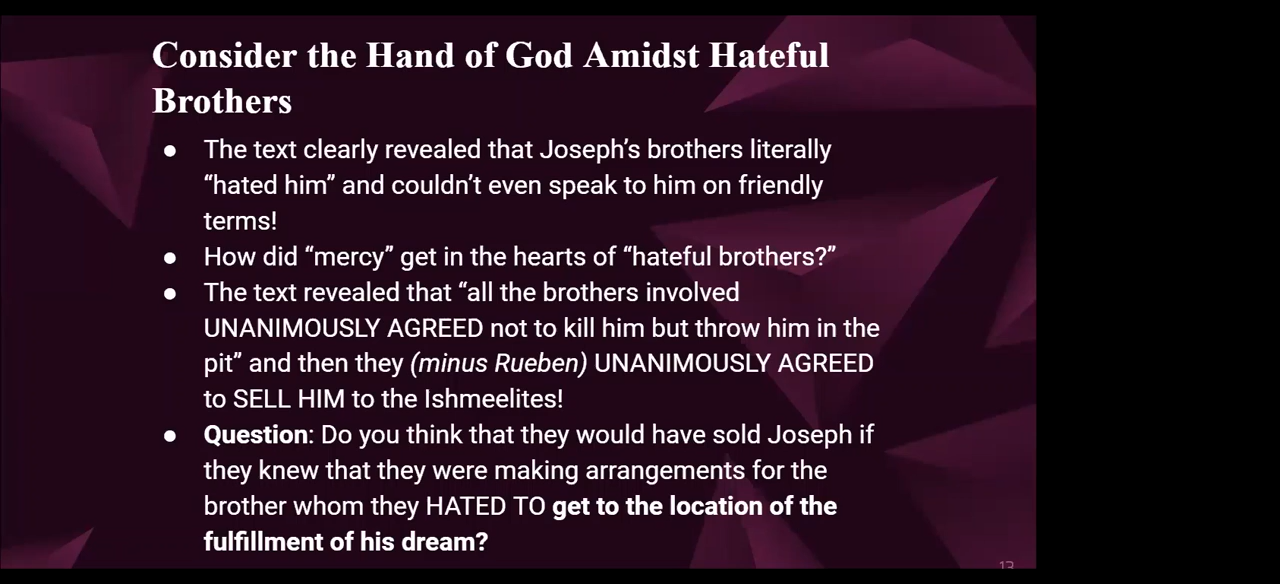 Consider the Hand of God Amidst Hateful
Brothers
● The text clearly revealed that Joseph’s brothers literally
“hated him” and couldn’t even speak to him on friendly
terms!
● How did “mercy” get in the hearts of “hateful brothers?”
● The text revealed that “all the brothers involved
UNANIMOUSLY AGREED not to kill him but throw him in the
pit” and then they (minus Rueben) UNANIMOUSLY AGREED
to SELL HIM to the Ishmeelites!
● Question: Do you think that they would have sold Joseph if
they knew that they were making arrangements for the
brother whom they HATED TO get to the location of the
fulfillment of his dream?
13